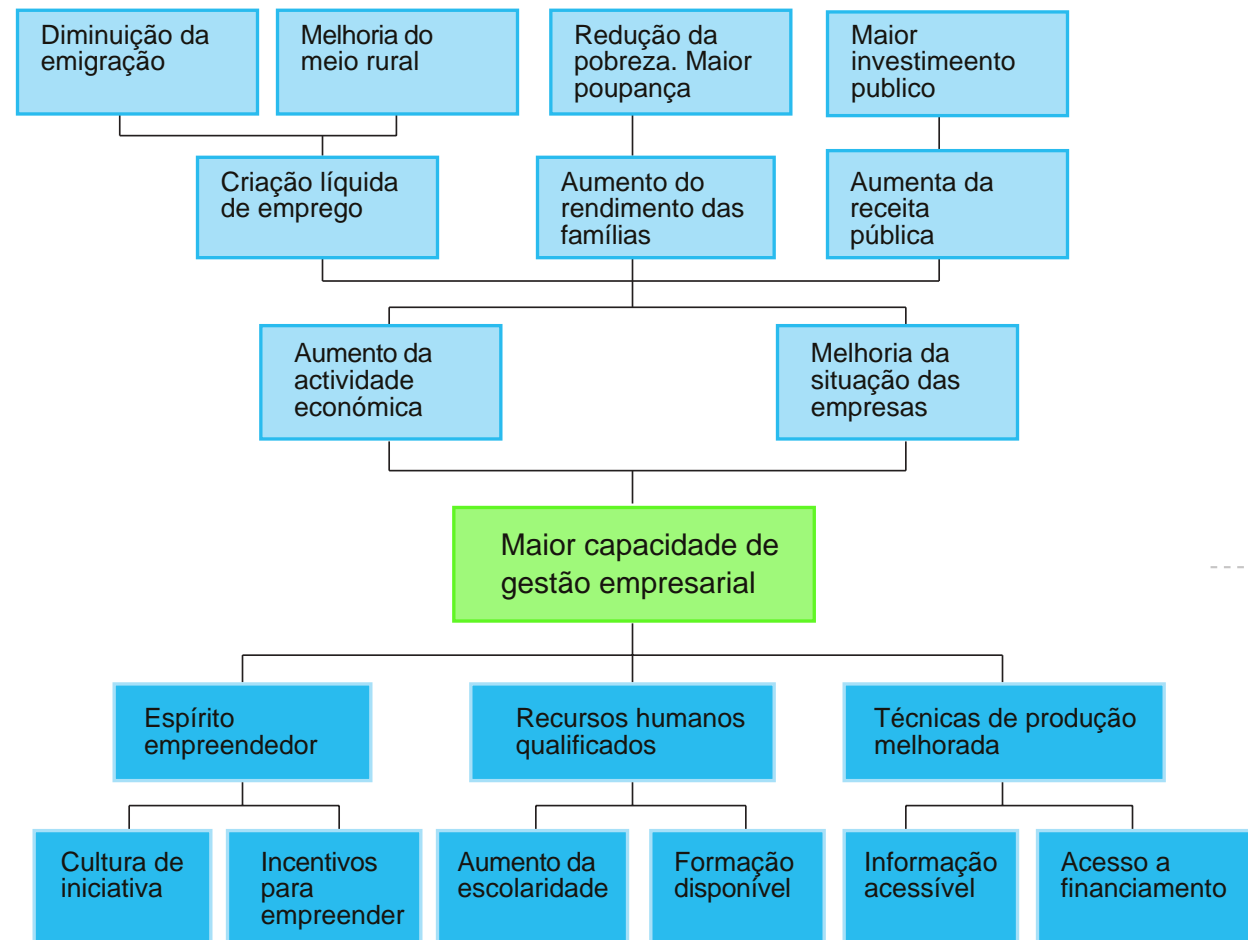 Diminuição da
emigração
Melhoria do
meio rural
Redução da
pobreza. Maior
poupança
Maior
investimeento
publico
Criação líquida
de emprego
Aumento do
rendimento das
famílias
Aumenta da
receita
pública
Aumento da
actividade
económica
Melhoria da
situação das
empresas
Maior capacidade de
gestão empresarial
Espírito
empreendedor
Recursos humanos
qualificados
Técnicas de produção
melhorada
Cultura de
iniciativa
Incentivos
para
empreender
Aumento da
escolaridade
Formação
disponível
Informação
acessível
Acesso a
financiamento